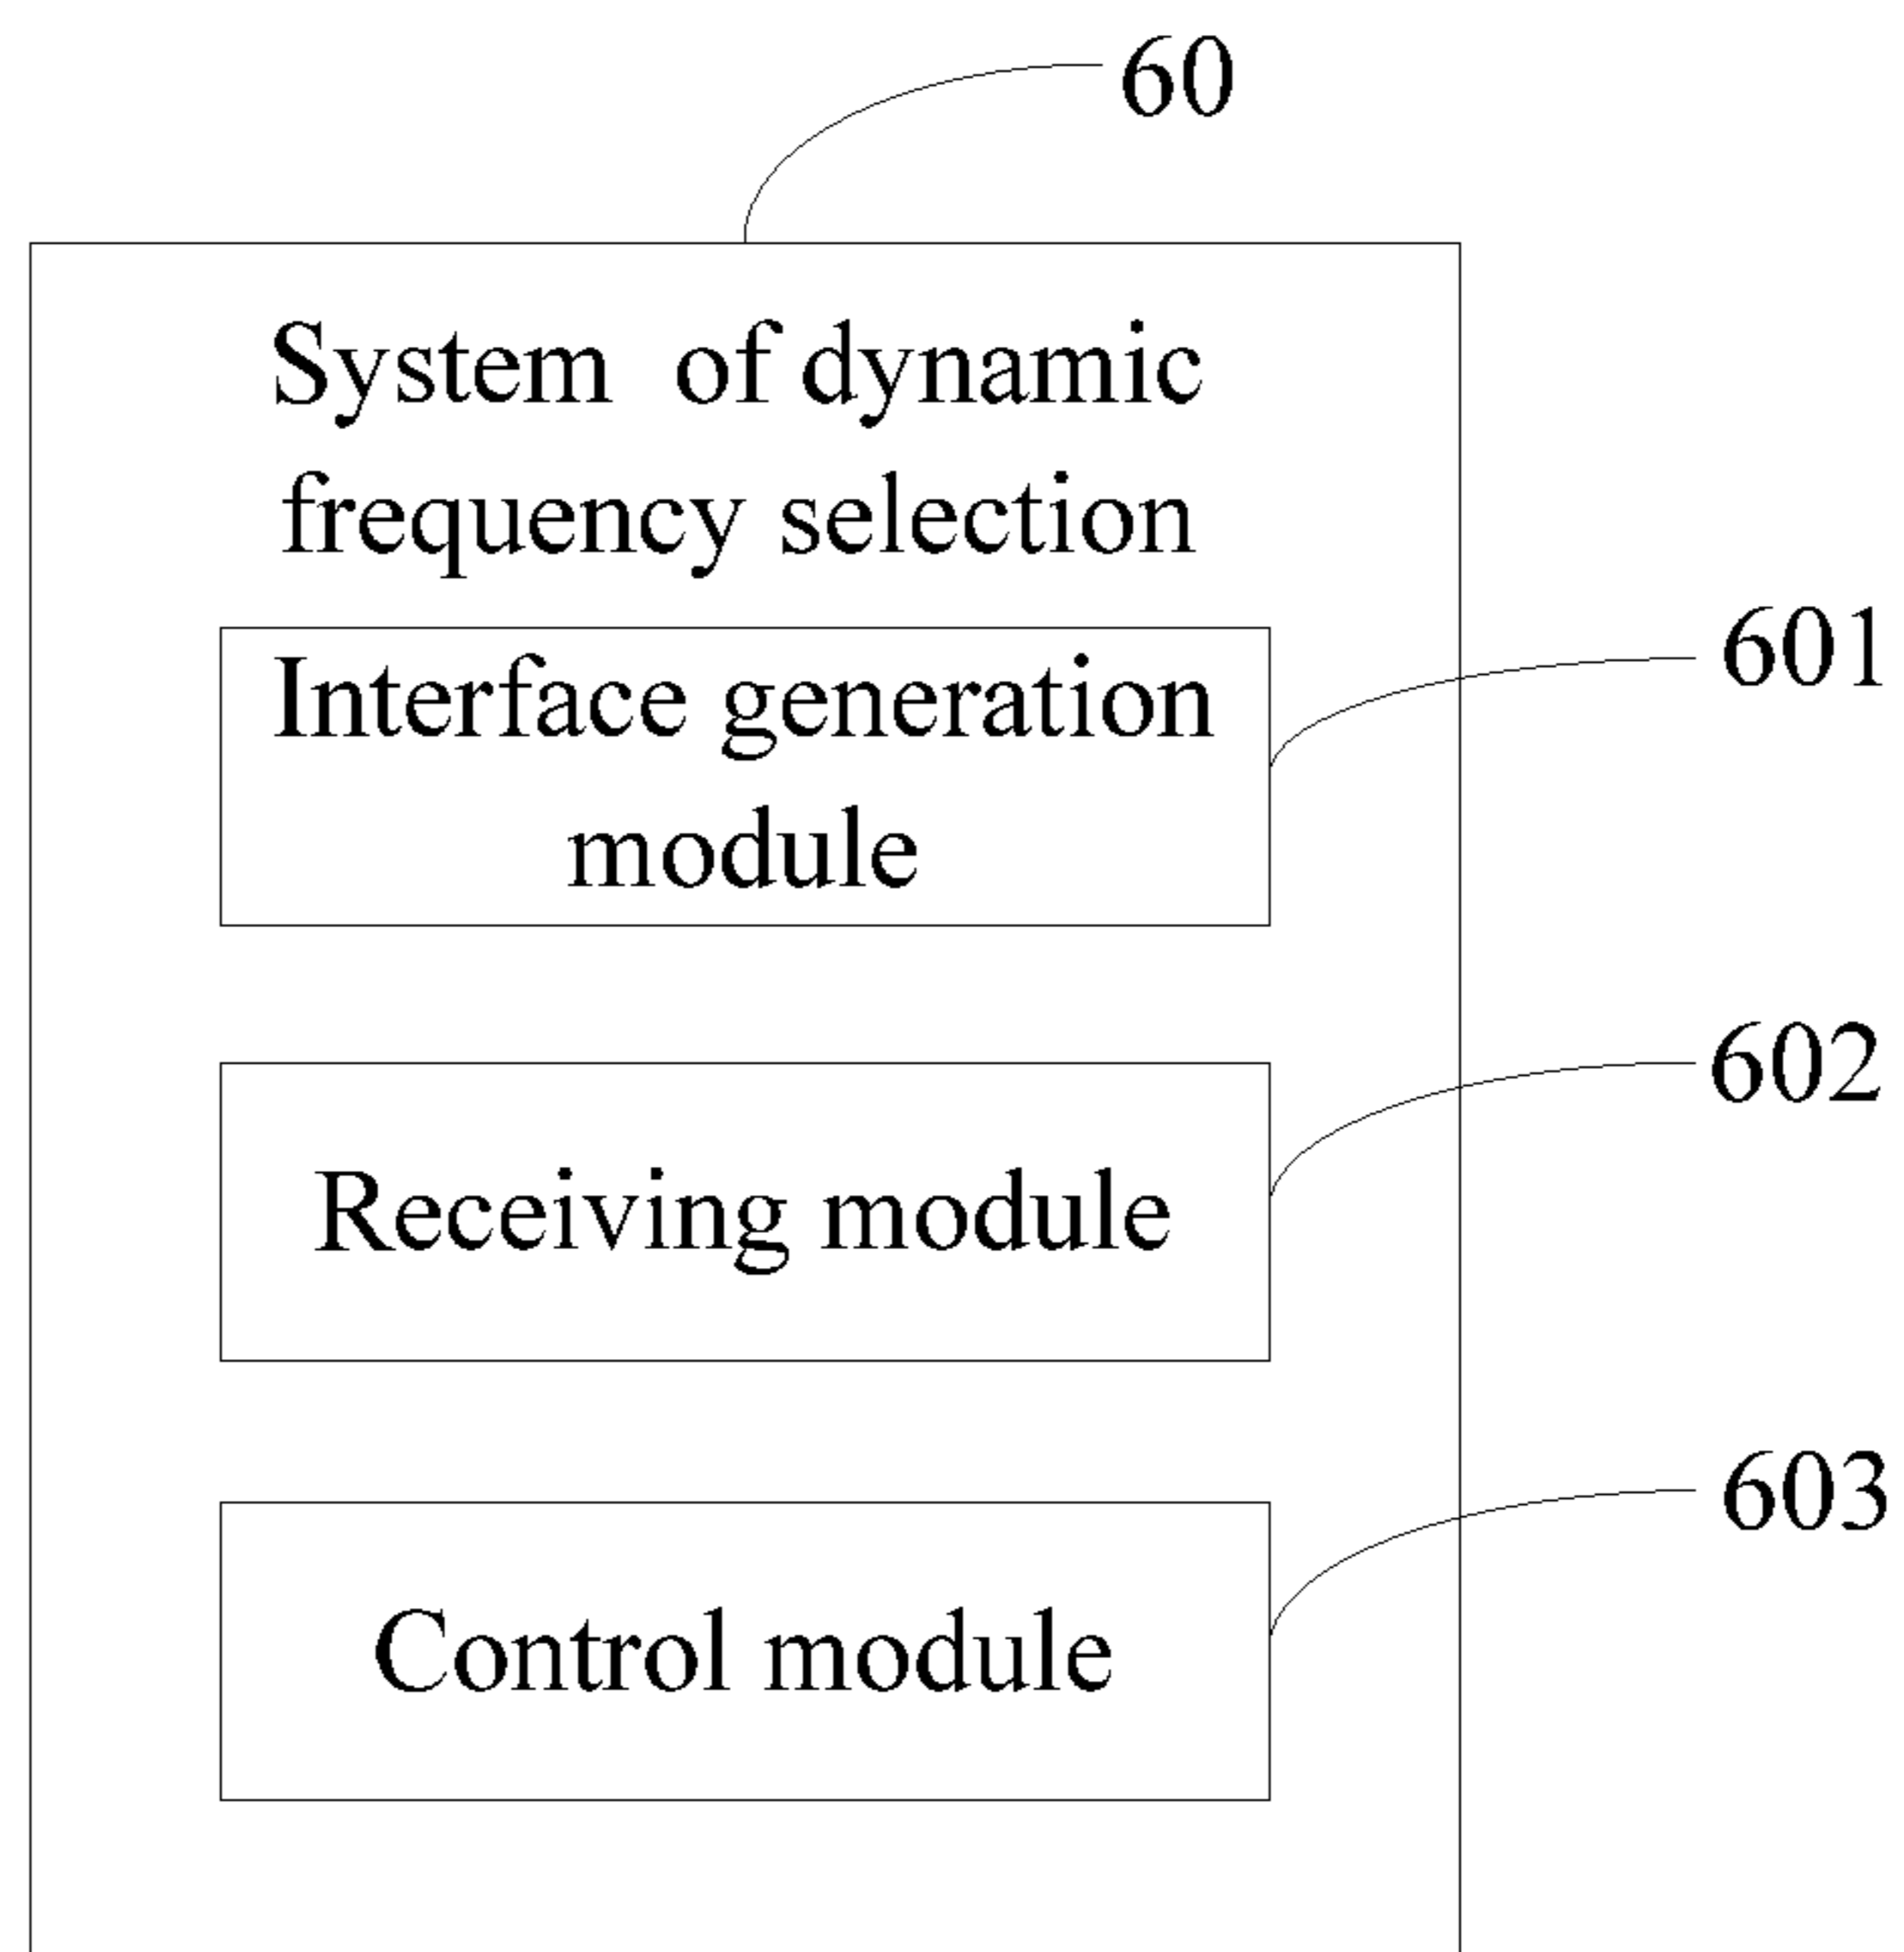 60
System of dynamic
frequency selection
601
Interface generation
module
602
Receiving module
603
Control module